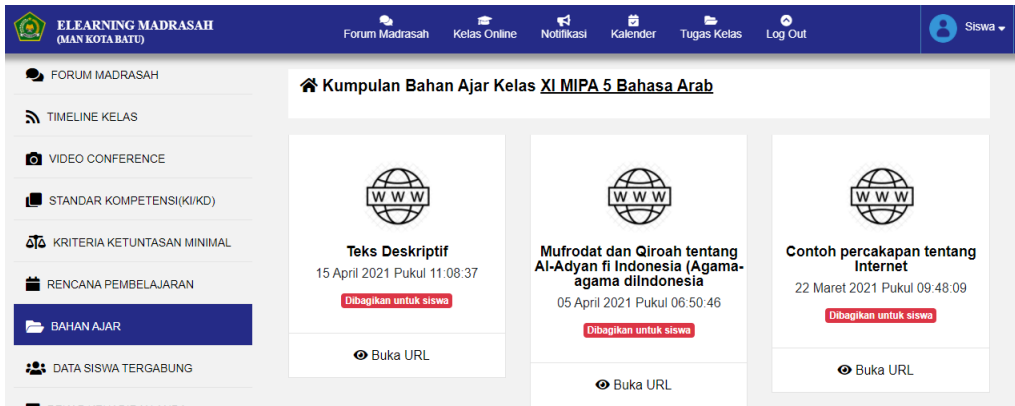 ELEARNING MADRASAH
(MAN KOTA BATU)
Forum Madrasah
Kelas Online
Notifikasi
Kalender
Tugas Kelas
Log Out
Siswa
FORUM MADRASAH
TIMELINE KELAS
VIDEO CONFERENCE
STANDAR KOMPETENSI(KI/KD)
KRITERIA KETUNTASAN MINIMAL
RENCANA PEMBELAJARAN
BAHAN AJAR
DATA SISWA TERGABUNG
Kumpulan Bahan Ajar Kelas XI MIPA 5 Bahasa Arab
WWW
Teks Deskriptif
15 April 2021 Pukul 11:08:37
Dibagikan untuk siswa
Buka URL
WWW
Mufrodat dan Qiroah tentang
Al-Adyan fi Indonesia (Agama-
agama diIndonesia
05 April 2021 Pukul 06:50:46
Dibagikan untuk siswa
Buka URL
WWW
Contoh percakapan tentang
Internet
22 Maret 2021 Pukul 09:48:09
Dibagikan untuk siswa
Buka URL